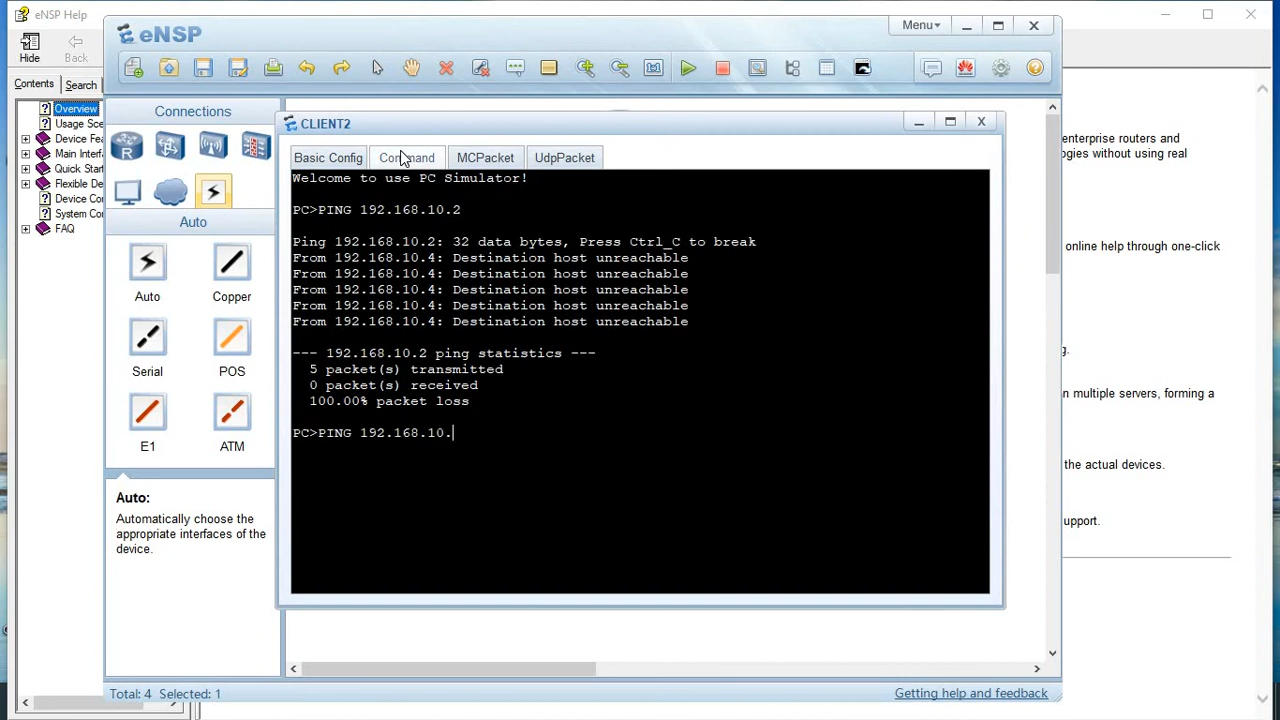 eNSP Help
Hide
Back
Contents
Search
Overview
Usage Sce
Device Fea
Main Interf
Quick Start
Flexible De
Device Cor
System Cor
FAQ
eNSP
Menu
Connections
R
Auto
Auto
Copper
Serial
POS
E1
ATM
Auto:
Automatically choose the
appropriate interfaces of the
device.
CLIENT2
Basic Config
Command
MCPacket
UdpPacket
Welcome to use PC Simulator!
PC>PING 192.168.10.2
Ping 192.168.10.2: 32 data bytes, Press Ctrl_C to break
From 192.168.10.4: Destination host unreachable
From 192.168.10.4: Destination host unreachable
From 192.168.10.4: Destination host unreachable
From 192.168.10.4: Destination host unreachable
From 192.168.10.4: Destination host unreachable
--- 192.168.10.2 ping statistics ---
5 packet(s) transmitted
0 packet(s) received
100.00% packet loss
PC>PING 192.168.10.
enterprise routers and
ogies without using real
online help through one-click
g.
n multiple servers, forming a
the actual devices.
upport.
Total: 4 Selected: 1
Getting help and feedback